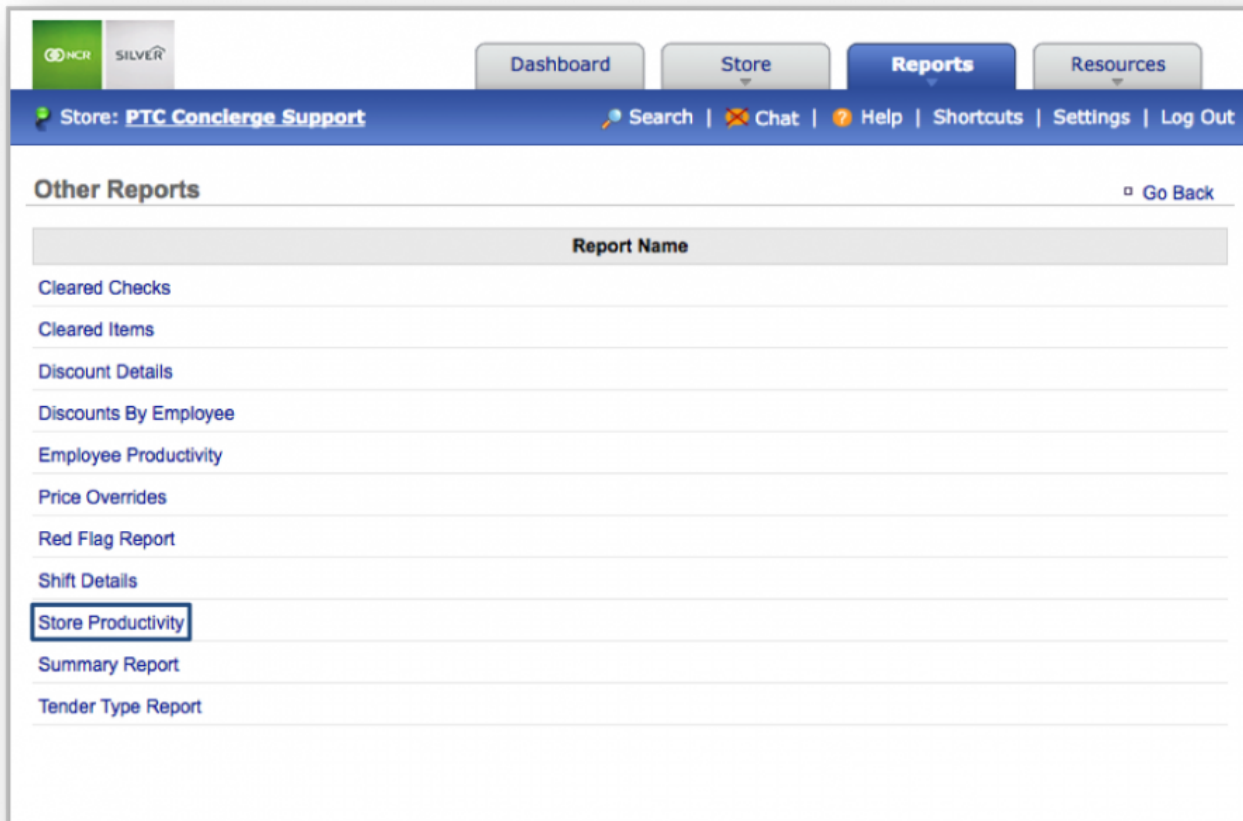 NCR SILVER
Dashboard Store Reports Resources
Store: PTC Concierge Support Search | Chat | Help | Shortcuts | Settings | Log Out
Other Reports Go Back
Report Name
Cleared Checks
Cleared Items
Discount Details
Discounts By Employee
Employee Productivity
Price Overrides
Red Flag Report
Shift Details
Store Productivity
Summary Report
Tender Type Report